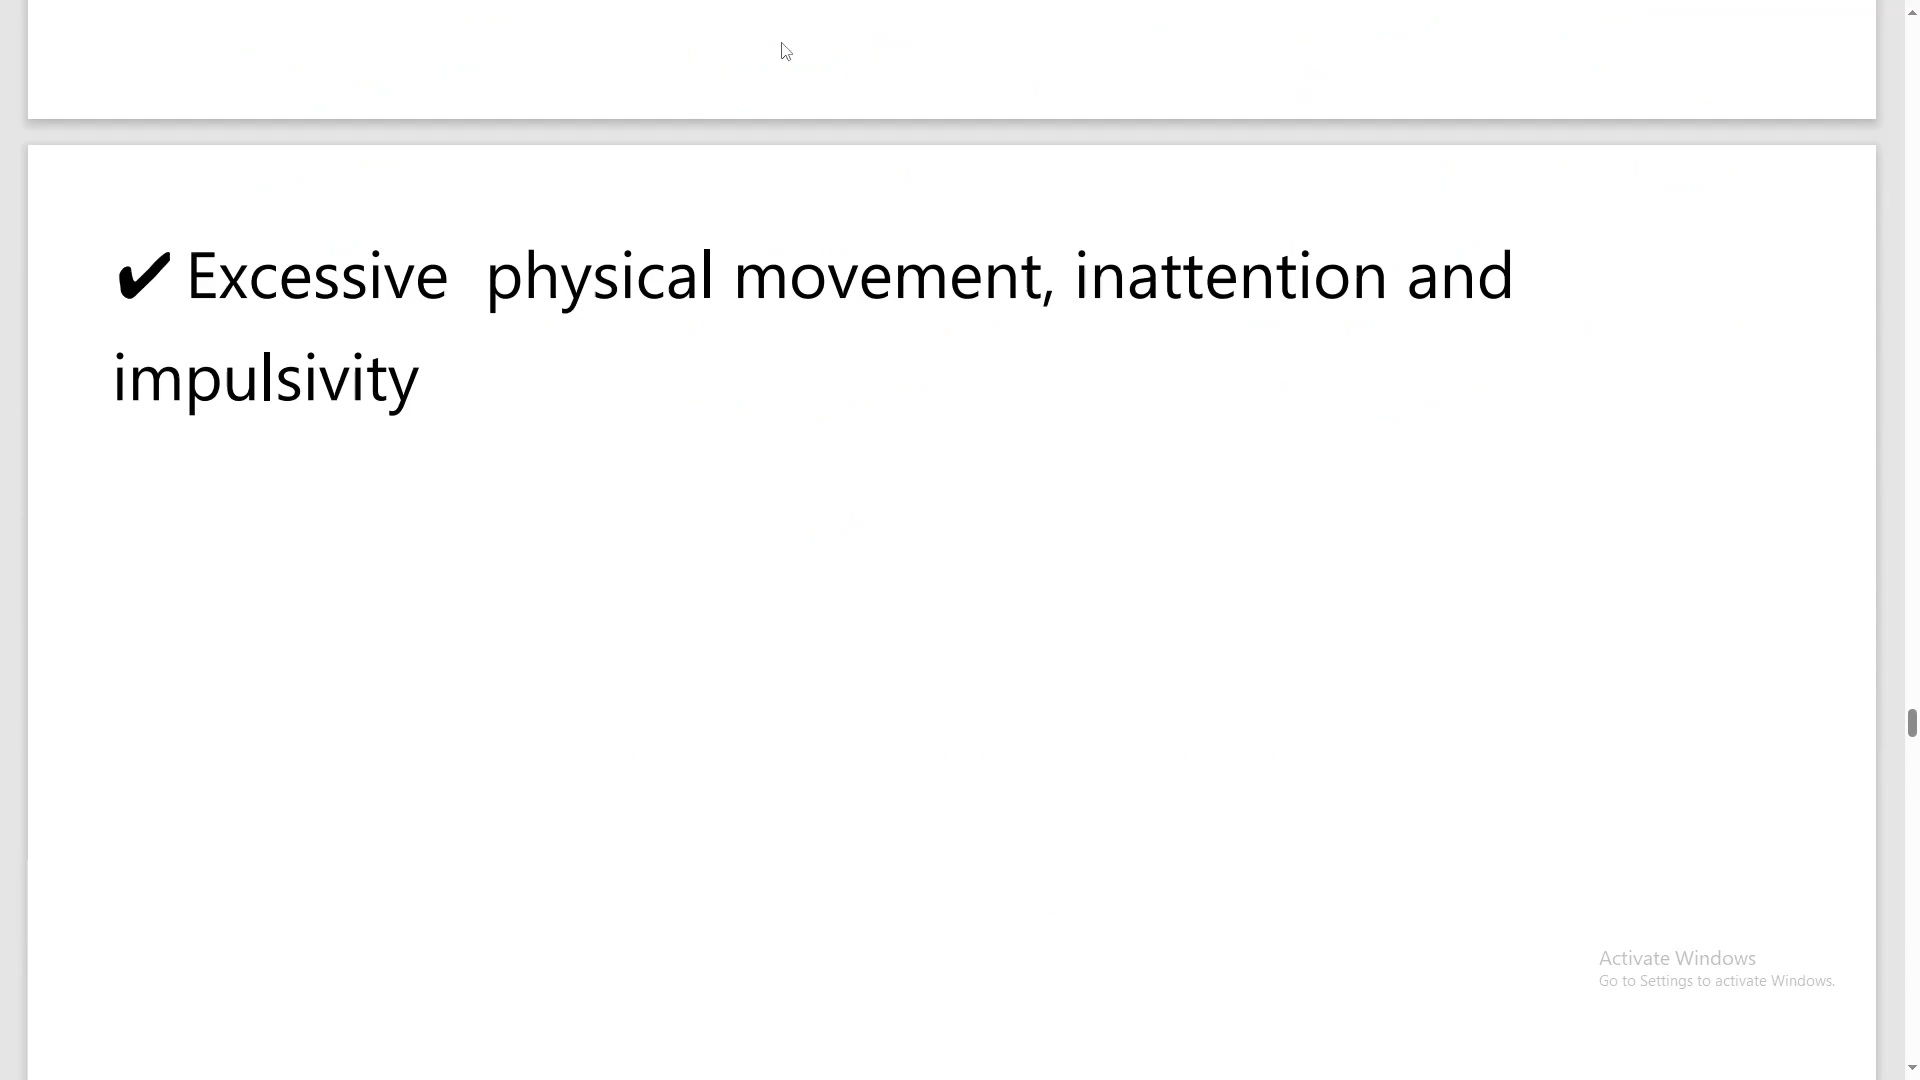 ✔ Excessive  physical movement, inattention and
impulsivity
Activate Windows
Go to Settings to activate Windows.